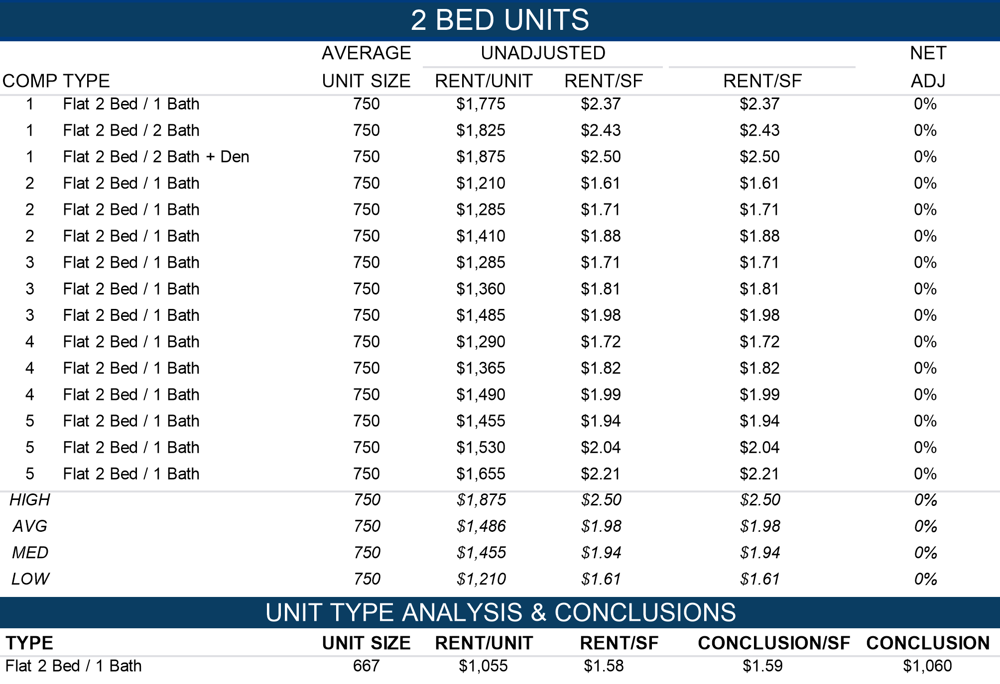 2 BED UNITS
AVERAGE UNADJUSTED NET
COMP TYPE UNIT SIZE RENT/UNIT RENT/SF RENT/SF ADJ
1 Flat 2 Bed / 1 Bath 750 $1,775 $2.37 $2.37 0%
1 Flat 2 Bed / 2 Bath 750 $1,825 $2.43 $2.43 0%
1 Flat 2 Bed / 2 Bath + Den 750 $1,875 $2.50 $2.50 0%
2 Flat 2 Bed / 1 Bath 750 $1,210 $1.61 $1.61 0%
2 Flat 2 Bed / 1 Bath 750 $1,285 $1.71 $1.71 0%
2 Flat 2 Bed / 1 Bath 750 $1,410 $1.88 $1.88 0%
3 Flat 2 Bed / 1 Bath 750 $1,285 $1.71 $1.71 0%
3 Flat 2 Bed / 1 Bath 750 $1,360 $1.81 $1.81 0%
3 Flat 2 Bed / 1 Bath 750 $1,485 $1.98 $1.98 0%
4 Flat 2 Bed / 1 Bath 750 $1,290 $1.72 $1.72 0%
4 Flat 2 Bed / 1 Bath 750 $1,365 $1.82 $1.82 0%
4 Flat 2 Bed / 1 Bath 750 $1,490 $1.99 $1.99 0%
5 Flat 2 Bed / 1 Bath 750 $1,455 $1.94 $1.94 0%
5 Flat 2 Bed / 1 Bath 750 $1,530 $2.04 $2.04 0%
5 Flat 2 Bed / 1 Bath 750 $1,655 $2.21 $2.21 0%
HIGH 750 $1,875 $2.50 $2.50 0%
AVG 750 $1,486 $1.98 $1.98 0%
MED 750 $1,455 $1.94 $1.94 0%
LOW 750 $1,210 $1.61 $1.61 0%
UNIT TYPE ANALYSIS & CONCLUSIONS
TYPE UNIT SIZE RENT/UNIT RENT/SF CONCLUSION/SF CONCLUSION
Flat 2 Bed / 1 Bath 667 $1,055 $1.58 $1.59 $1,060